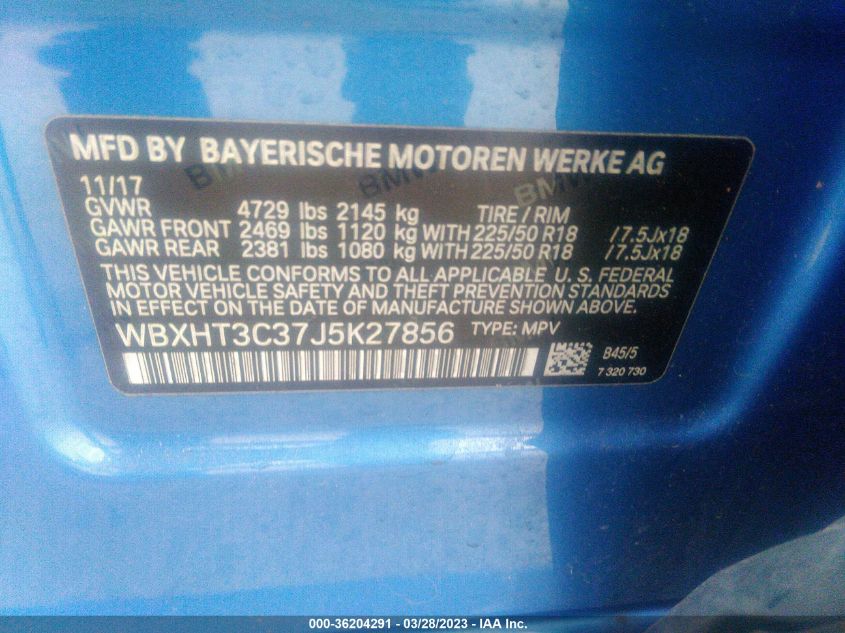 MFD BY BAYERISCHE MOTOREN WERKE AG
11/17
GVWR 4729 lbs 2145 kg TIRE / RIM
GAWR FRONT 2469 lbs 1120 kg WITH 225/50 R18 /7.5Jx18
GAWR REAR 2381 lbs 1080 kg WITH 225/50 R18 /7.5Jx18
THIS VEHICLE CONFORMS TO ALL APPLICABLE U. S. FEDERAL
MOTOR VEHICLE SAFETY AND THEFT PREVENTION STANDARDS
IN EFFECT ON THE DATE OF MANUFACTURE SHOWN ABOVE.
WBXHT3C37J5K27856 TYPE: MPV
B45/5
7 320 730
000-36204291 / 03/28/2023 - IAA Inc.